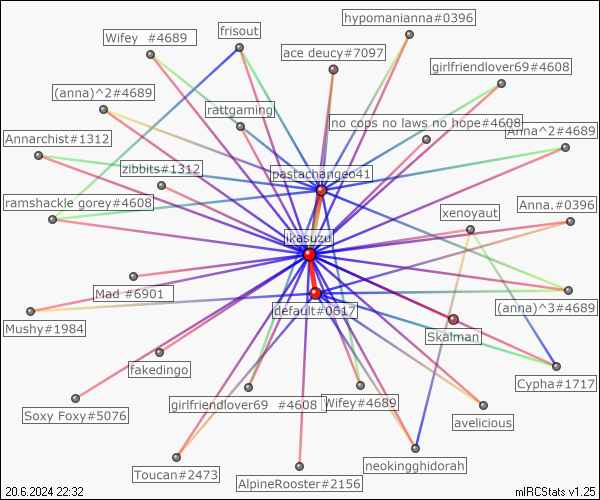 hypomanianna#0396
frisout
Wifey  #4689
ace deucy#7097
girlfriendlover69#4608
(anna)^2#4689
rattgaming
no cops no laws no hope#4608
Anna^2#4689
Annarchist#1312
zibbits#1312
pastachangeo41
ramshackle gorey#4608
xenoyaut
Anna.#0396
ikasuzu
Mad #6901
default#0617
(anna)^3#4689
Mushy#1984
Skalman
fakedingo
Cypha#1717
Soxy Foxy#5076
girlfriendlover69  #4608
Wifey#4689
avelicious
Toucan#2473
neokingghidorah
AlpineRooster#2156
20.6.2024 22:32
mIRCStats v1.25